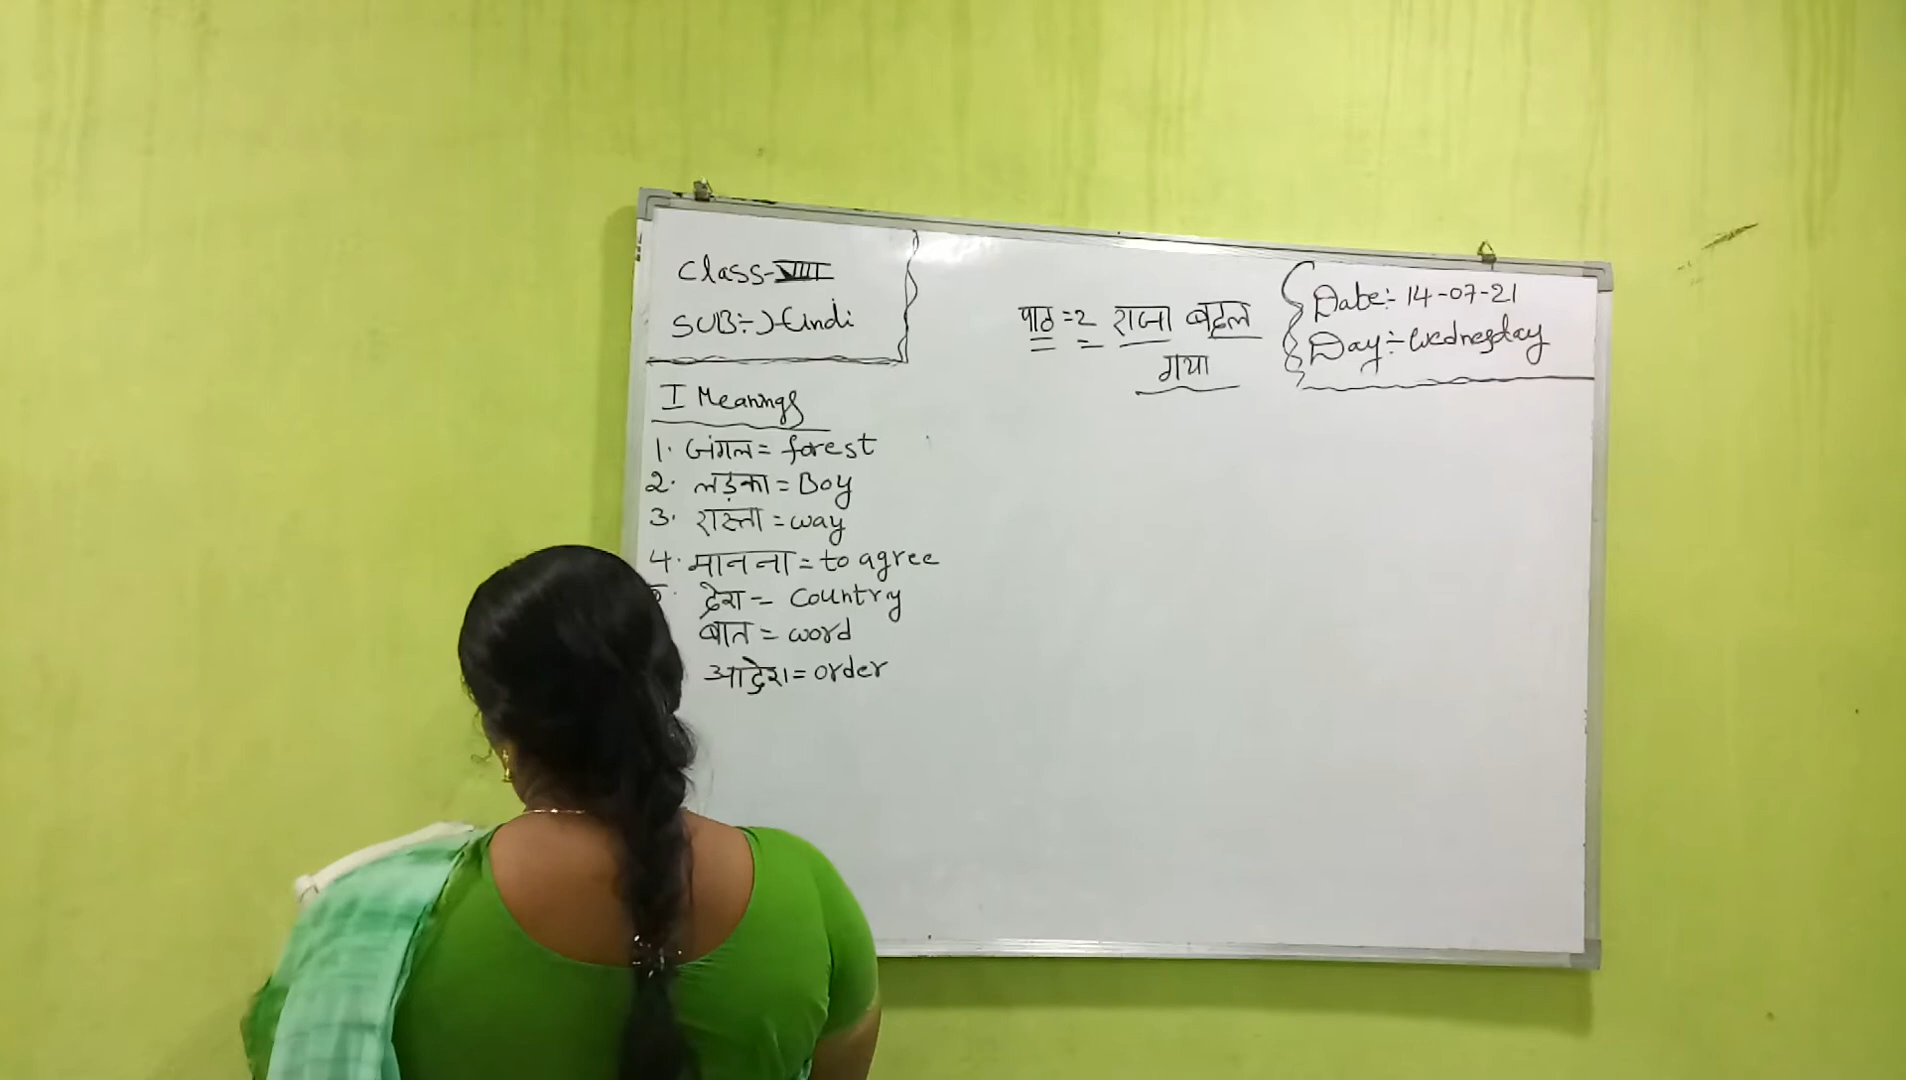 Class-VIII
SUB:-Hindi
पाठ=2 राजा बदल
गया
Date:- 14-07-21
Day:- Wednesday
I Meanings
1. जंगल= forest
2. लड़का= Boy
3. रास्ता=way
4. मानना= to agree
देश= Country
बात= word
आदेश=order